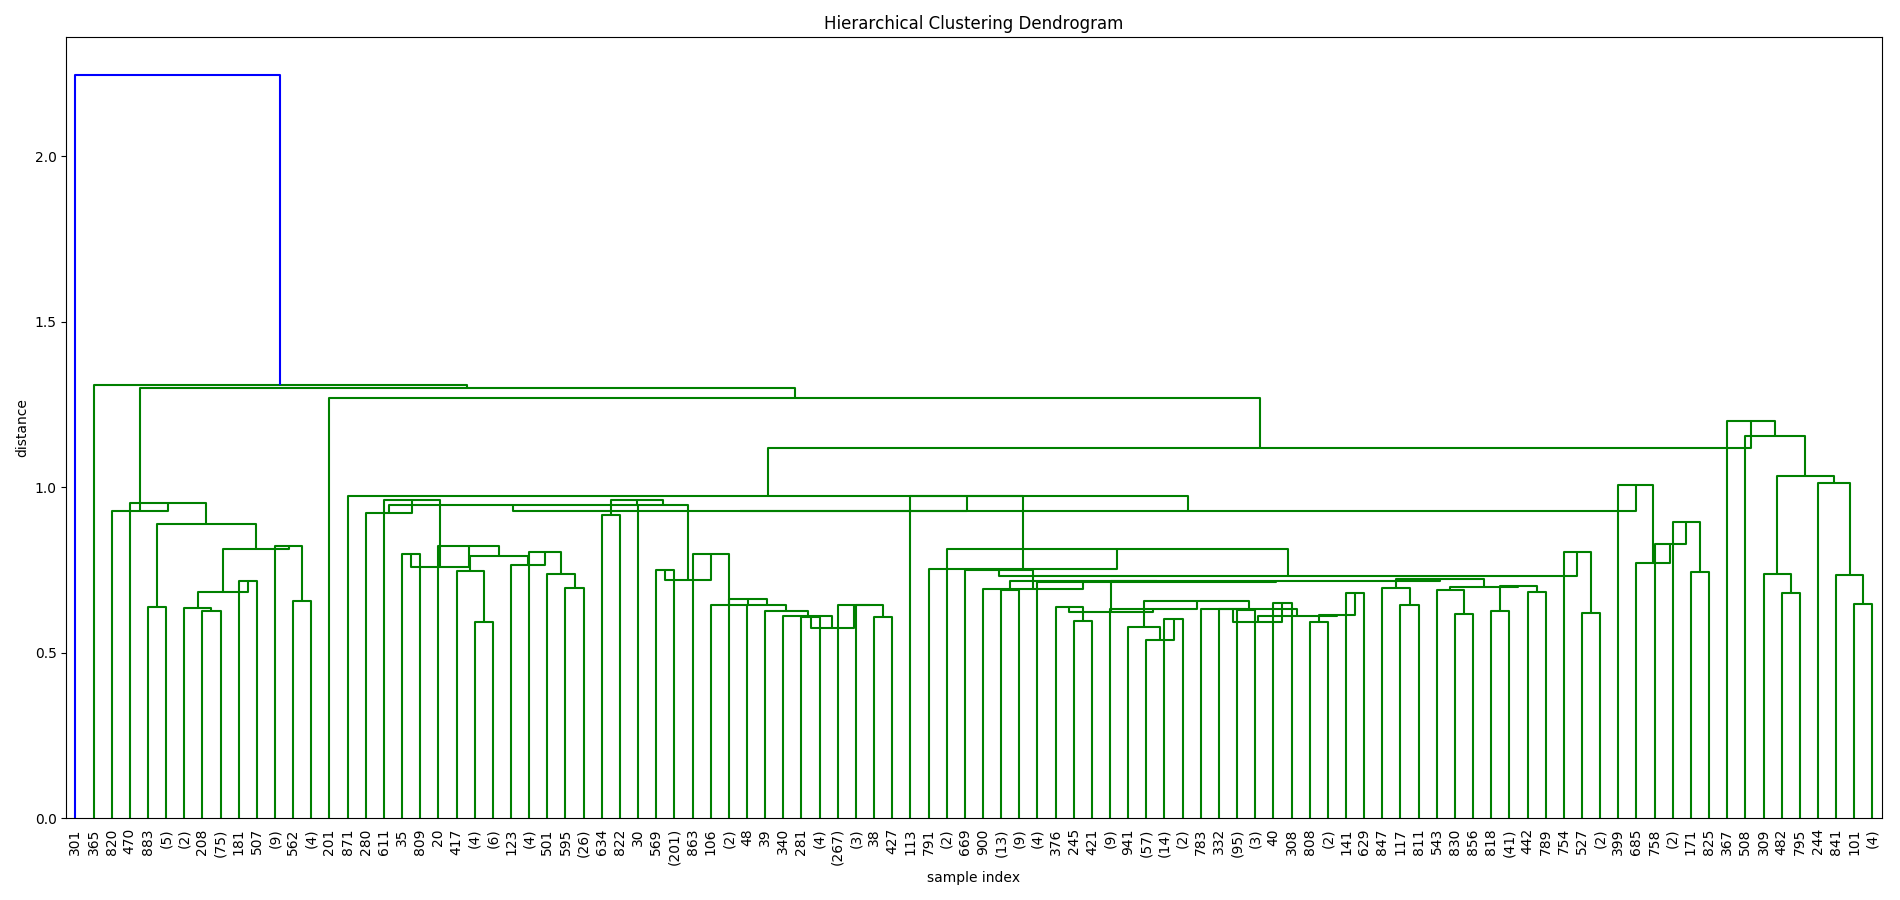 Hierarchical Clustering Dendrogram
distance
2.0
1.5
1.0
0.5
0.0
301 365 820 470 883 (5) (2) 208 (75) 181 507 (9) 562 (4) 201 871 280 611 35 809 20 417 (4) (6) 123 (4) 501 595 (26) 634 822 30 569 (201) 863 106 (2) 48 39 340 281 (4) (267) (3) 38 427 113 791 (2) 669 900 (13) (9) (4) 376 245 421 (9) 941 (57) (14) (2) 783 332 (95) (3) 40 308 808 (2) 141 629 847 117 811 543 830 856 818 (41) 442 789 754 527 (2) 399 685 758 (2) 171 825 367 508 309 482 795 244 841 101 (4)
sample index